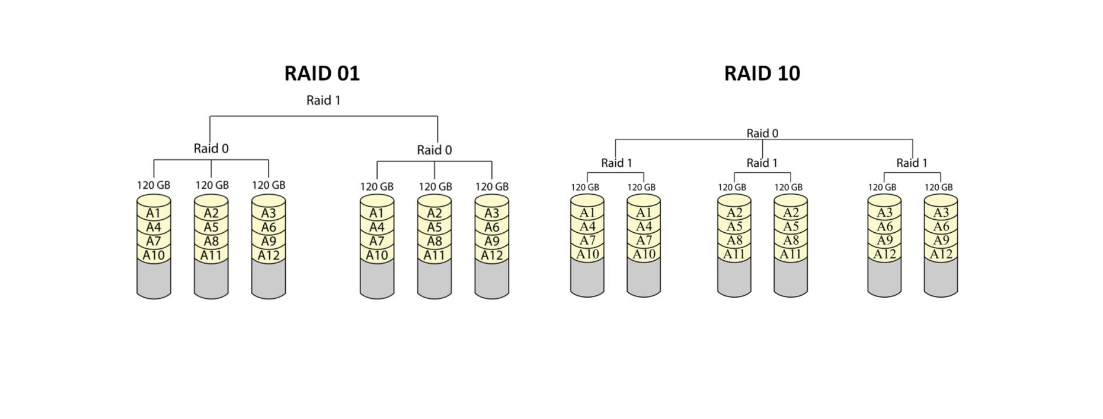 RAID 01
Raid 1
Raid 0
Raid 0
120 GB 120 GB 120 GB
120 GB 120 GB 120 GB
A1 A2 A3
A4 A5 A6
A7 A8 A9
A10 A11 A12
A1 A2 A3
A4 A5 A6
A7 A8 A9
A10 A11 A12
RAID 10
Raid 0
Raid 1
Raid 1
Raid 1
120 GB 120 GB
120 GB 120 GB
120 GB 120 GB
A1 A1
A4 A4
A7 A7
A10 A10
A2 A2
A5 A5
A8 A8
A11 A11
A3 A3
A6 A6
A9 A9
A12 A12